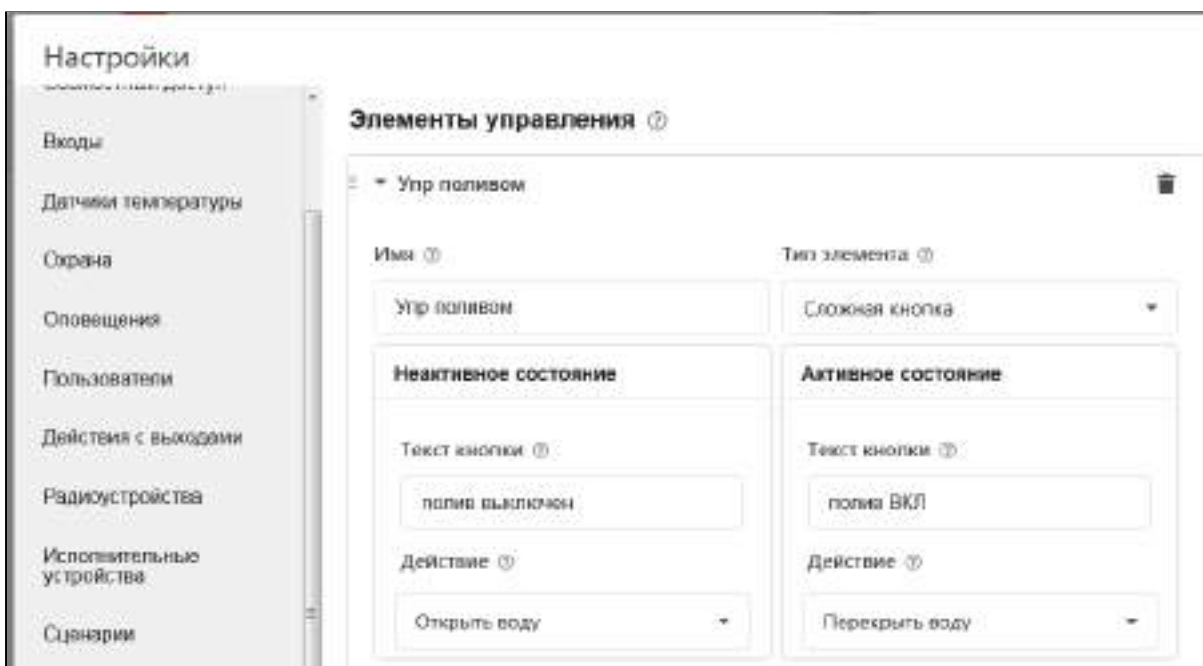 Настройки
Входы
Датчики температуры
Охрана
Оповещения
Пользователи
Действия с выходами
Радиоустройства
Исполнительные
устройства
Сценарии
Элементы управления
Упр поливом
Имя
Тип элемента
Упр поливом
Сложная кнопка
Неактивное состояние
Активное состояние
Текст кнопки
Текст кнопки
полив выключен
полив ВКЛ
Действие
Действие
Открыть воду
Перекрыть воду